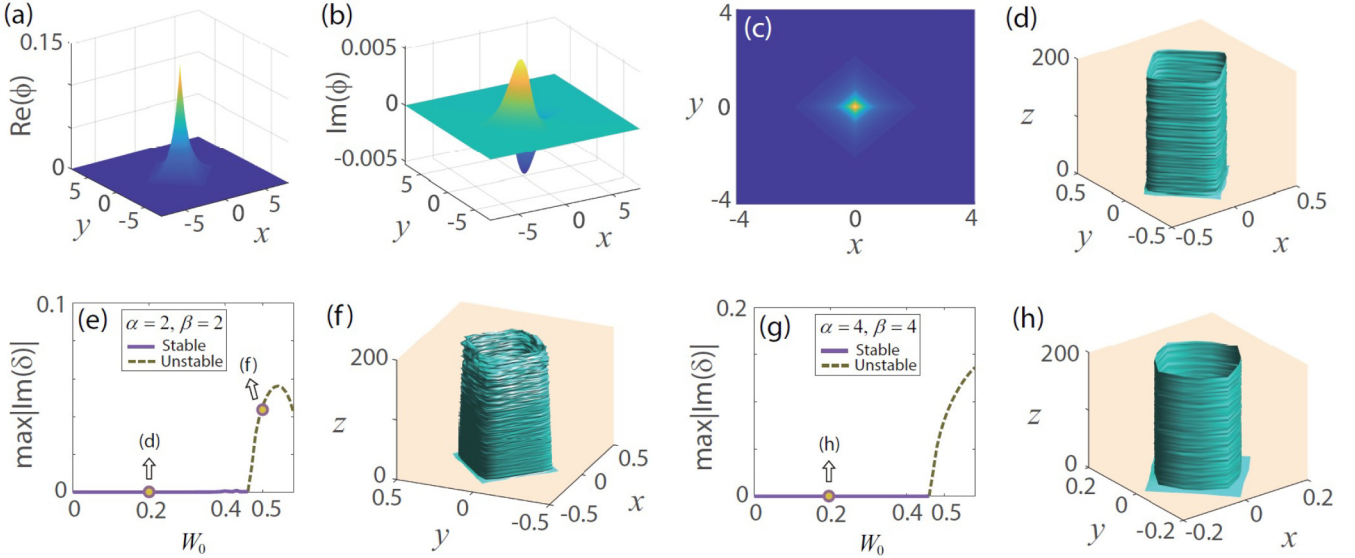 (a)
0.15
Re(ϕ)
0
5
0
-5
y
-5
0
5
x
(b)
0.005
Im(ϕ)
0
-0.005
5
0
-5
y
-5
0
5
x
(c)
4
y
0
-4
-4
0
4
x
(d)
200
z
100
0
0.5
0
-0.5
y
-0.5
0
0.5
x
(e)
0.1
max|Im(δ)|
α = 2, β = 2
Stable
Unstable
(f)
(d)
0
0
0.2
0.4
0.5
W₀
(f)
200
z
100
0
0.5
0
-0.5
y
-0.5
0
0.5
x
(g)
0.2
max|Im(δ)|
α = 4, β = 4
Stable
Unstable
(h)
0
0
0.2
0.4
0.5
W₀
(h)
200
z
100
0
0.2
0
-0.2
y
-0.2
0
0.2
x